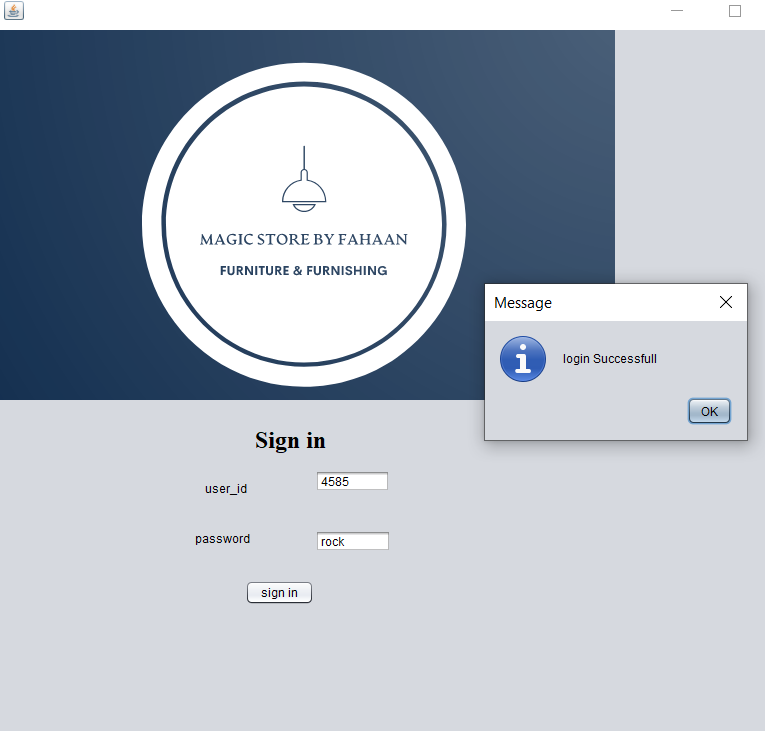 MAGIC STORE BY FAHAAN
FURNITURE & FURNISHING
Message
login Successfull
OK
Sign in
user_id 4585
password rock
sign in